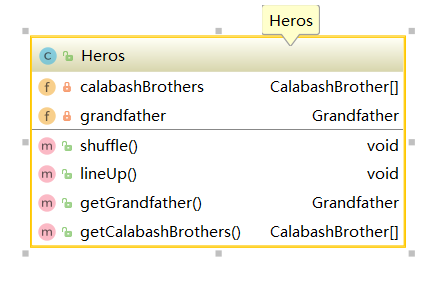 Heros
C Heros
f calabashBrothers CalabashBrother[]
f grandfather Grandfather
m shuffle() void
m lineUp() void
m getGrandfather() Grandfather
m getCalabashBrothers() CalabashBrother[]